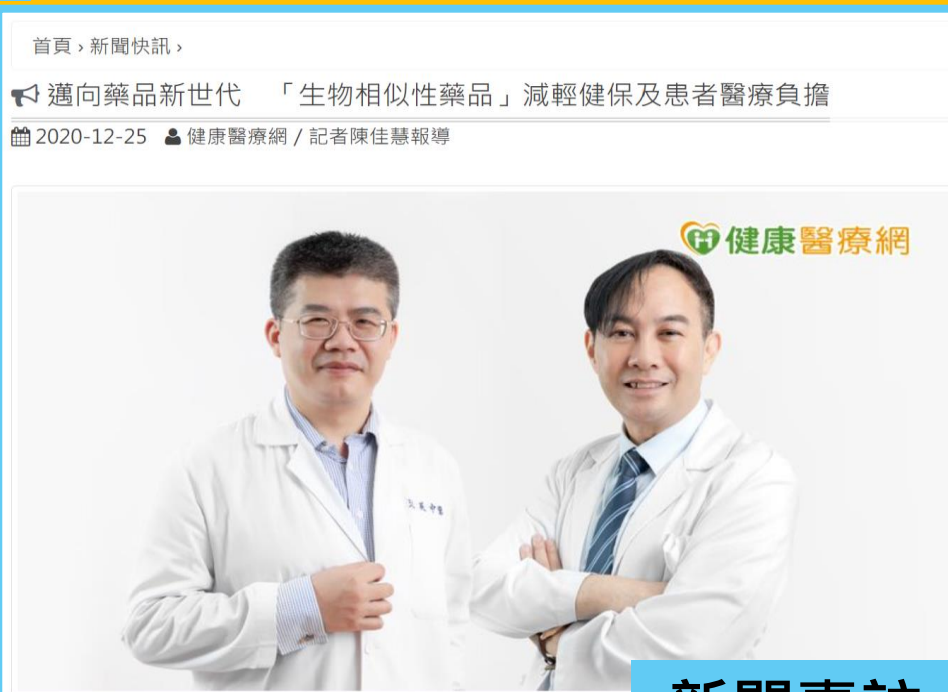 首頁 › 新聞快訊 ›
邁向藥品新世代　「生物相似性藥品」減輕健保及患者醫療負擔
2020-12-25 健康醫療網 / 記者陳佳慧報導
健康醫療網